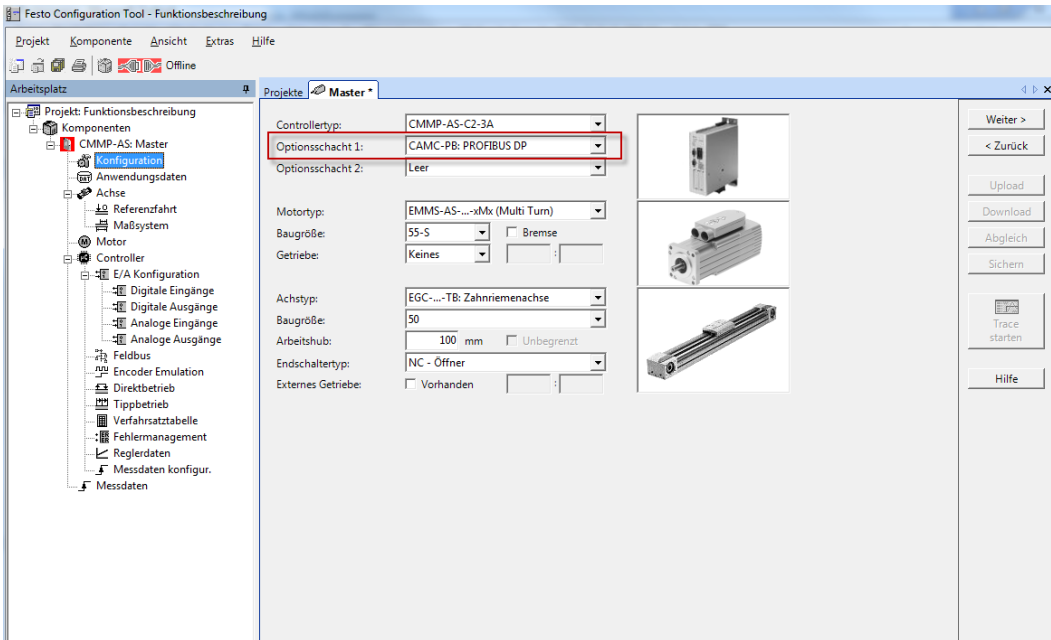 Festo Configuration Tool - Funktionsbeschreibung
Projekt Komponente Ansicht Extras Hilfe
Offline
Arbeitsplatz
Projekt: Funktionsbeschreibung
Komponenten
CMMP-AS: Master
Konfiguration
Anwendungsdaten
Achse
Referenzfahrt
Maßsystem
Motor
Controller
E/A Konfiguration
Digitale Eingänge
Digitale Ausgänge
Analoge Eingänge
Analoge Ausgänge
Feldbus
Encoder Emulation
Direktbetrieb
Tippbetrieb
Verfahrsatztabelle
Fehlermanagement
Reglerdaten
Messdaten konfigur.
Messdaten
Projekte Master *
Controllertyp: CMMP-AS-C2-3A
Optionsschacht 1: CAMC-PB: PROFIBUS DP
Optionsschacht 2: Leer
Motortyp: EMMS-AS-...-xMx (Multi Turn)
Baugröße: 55-S Bremse
Getriebe: Keines :
Achstyp: EGC-...-TB: Zahnriemenachse
Baugröße: 50
Arbeitshub: 100 mm Unbegrenzt
Endschaltertyp: NC - Öffner
Externes Getriebe: Vorhanden :
Weiter >
< Zurück
Upload
Download
Abgleich
Sichern
Trace
starten
Hilfe